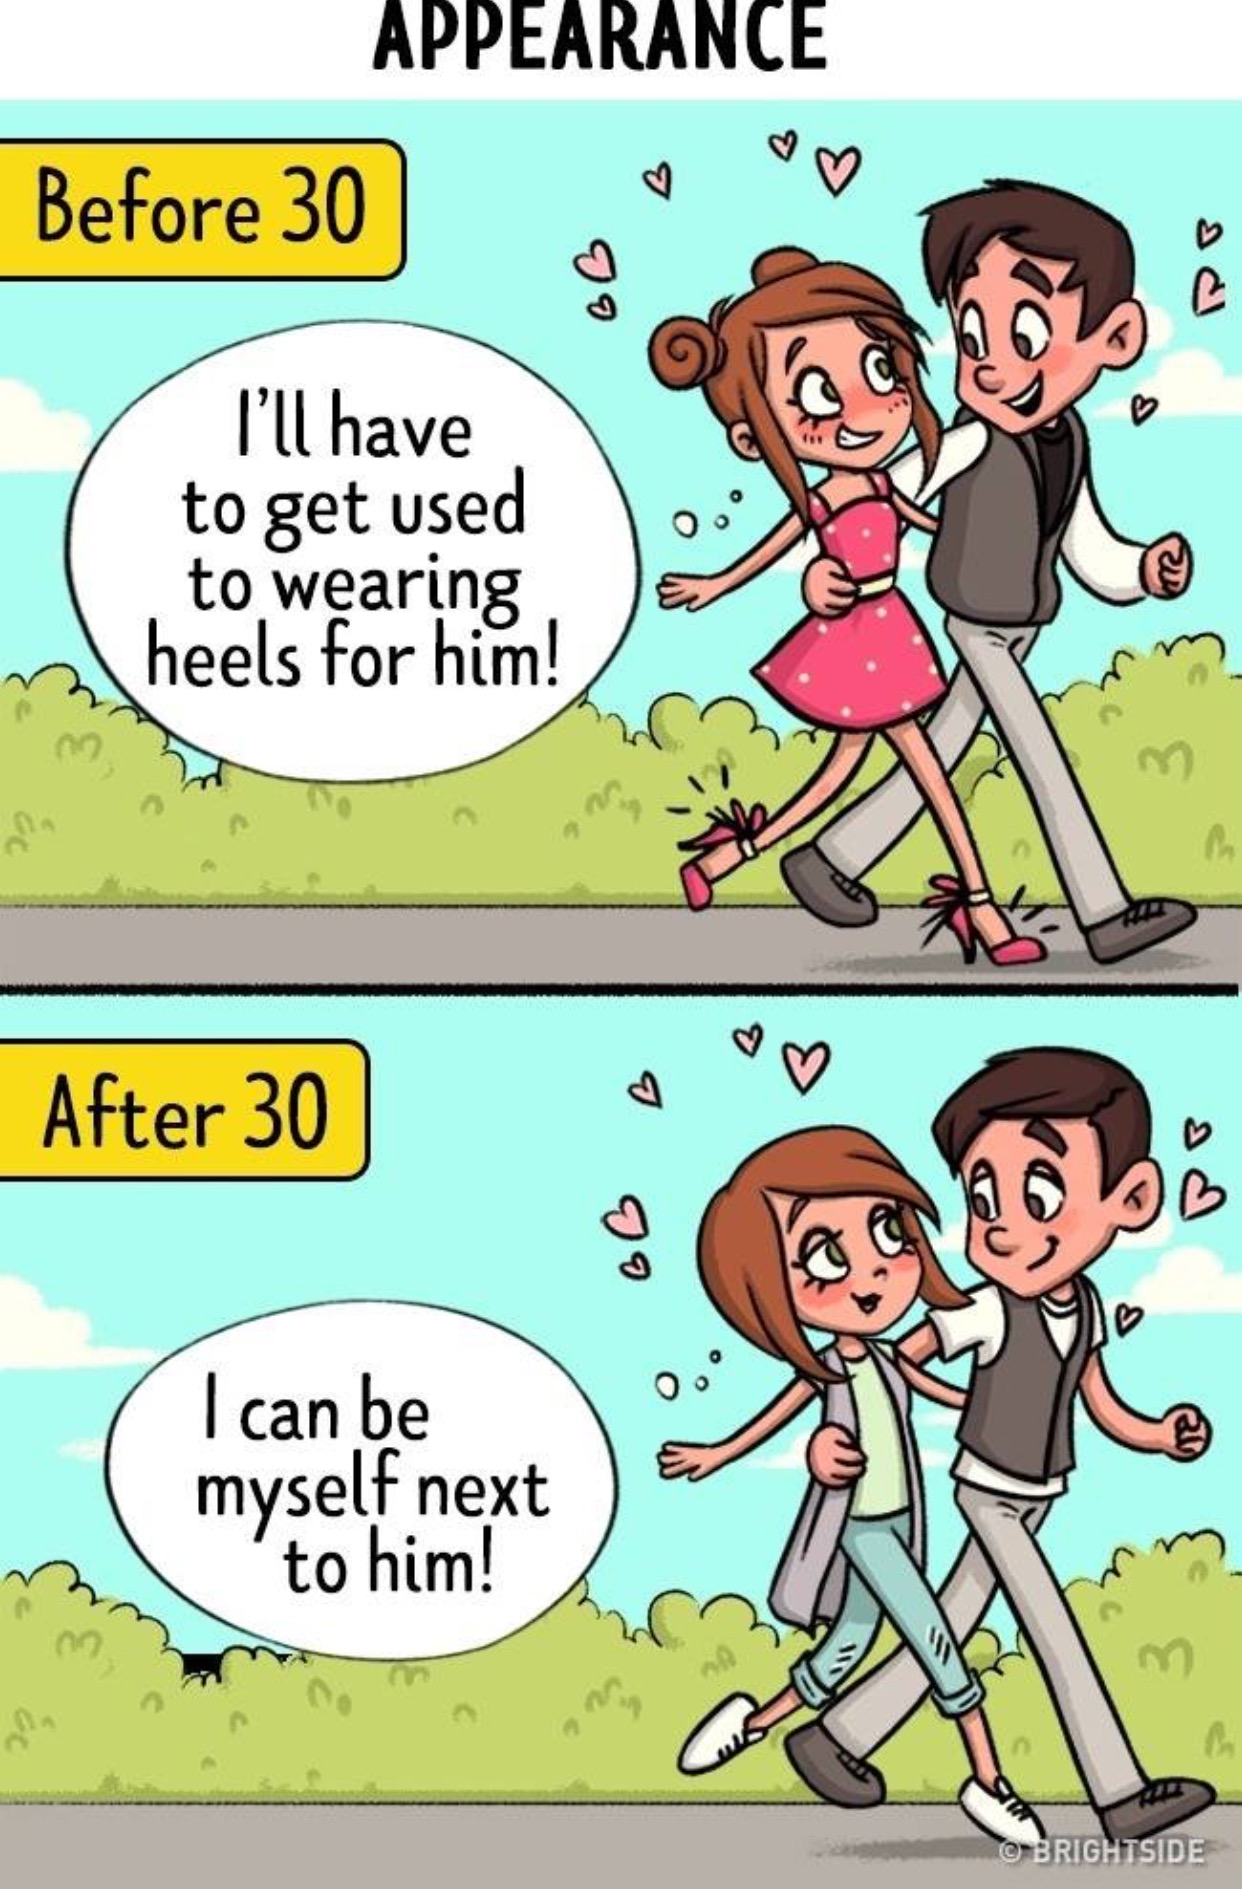 APPEARANCE
Before 30
I'll have
to get used
to wearing
heels for him!
After 30
I can be
myself next
to him!
© BRIGHTSIDE